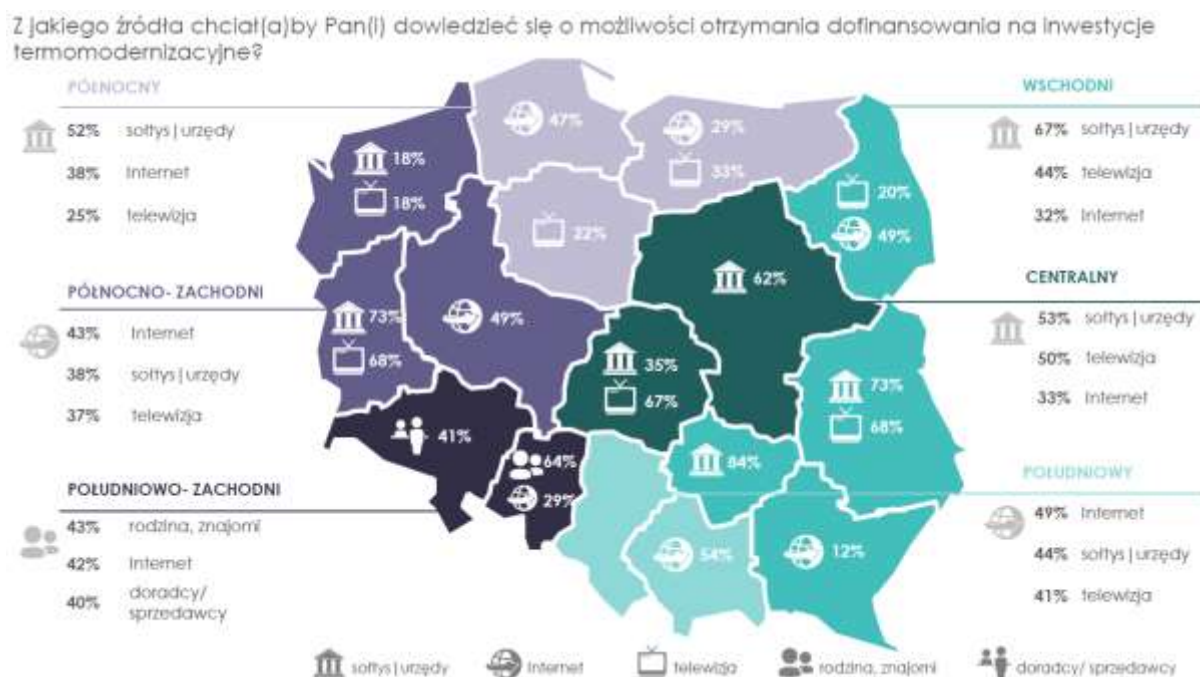 Z jakiego źródła chciał(a)by Pan(i) dowiedzieć się o możliwości otrzymania dofinansowania na inwestycje
termomodernizacyjne?
PÓŁNOCNY
52% sołtys | urzędy
38% Internet
25% telewizja
PÓŁNOCNO- ZACHODNI
43% Internet
38% sołtys | urzędy
37% telewizja
POŁUDNIOWO- ZACHODNI
43% rodzina, znajomi
42% Internet
40% doradcy/
sprzedawcy
18%
18%
47%
29%
33%
22%
20%
49%
62%
73%
68%
49%
35%
67%
73%
68%
41%
64%
29%
84%
54%
12%
WSCHODNI
67% sołtys | urzędy
44% telewizja
32% Internet
CENTRALNY
53% sołtys | urzędy
50% telewizja
33% Internet
POŁUDNIOWY
49% Internet
44% sołtys | urzędy
41% telewizja
sołtys | urzędy Internet telewizja rodzina, znajomi doradcy/ sprzedawcy